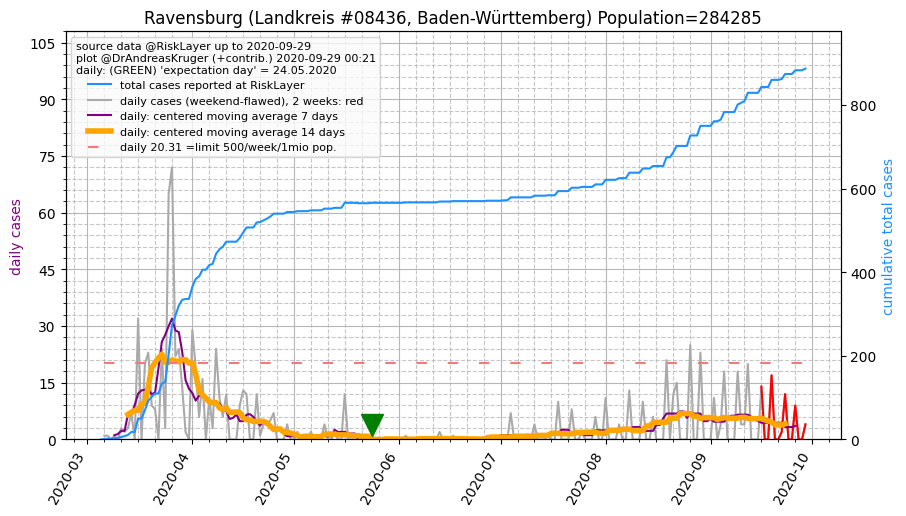 Ravensburg (Landkreis #08436, Baden-Württemberg) Population=284285
source data @RiskLayer up to 2020-09-29
plot @DrAndreasKruger (+contrib.) 2020-09-29 00:21
daily: (GREEN) 'expectation day' = 24.05.2020
total cases reported at RiskLayer
daily cases (weekend-flawed), 2 weeks: red
daily: centered moving average 7 days
daily: centered moving average 14 days
daily 20.31 =limit 500/week/1mio pop.
105
90
75
60
45
30
15
0
daily cases
800
600
400
200
0
cumulative total cases
2020-03
2020-04
2020-05
2020-06
2020-07
2020-08
2020-09
2020-10